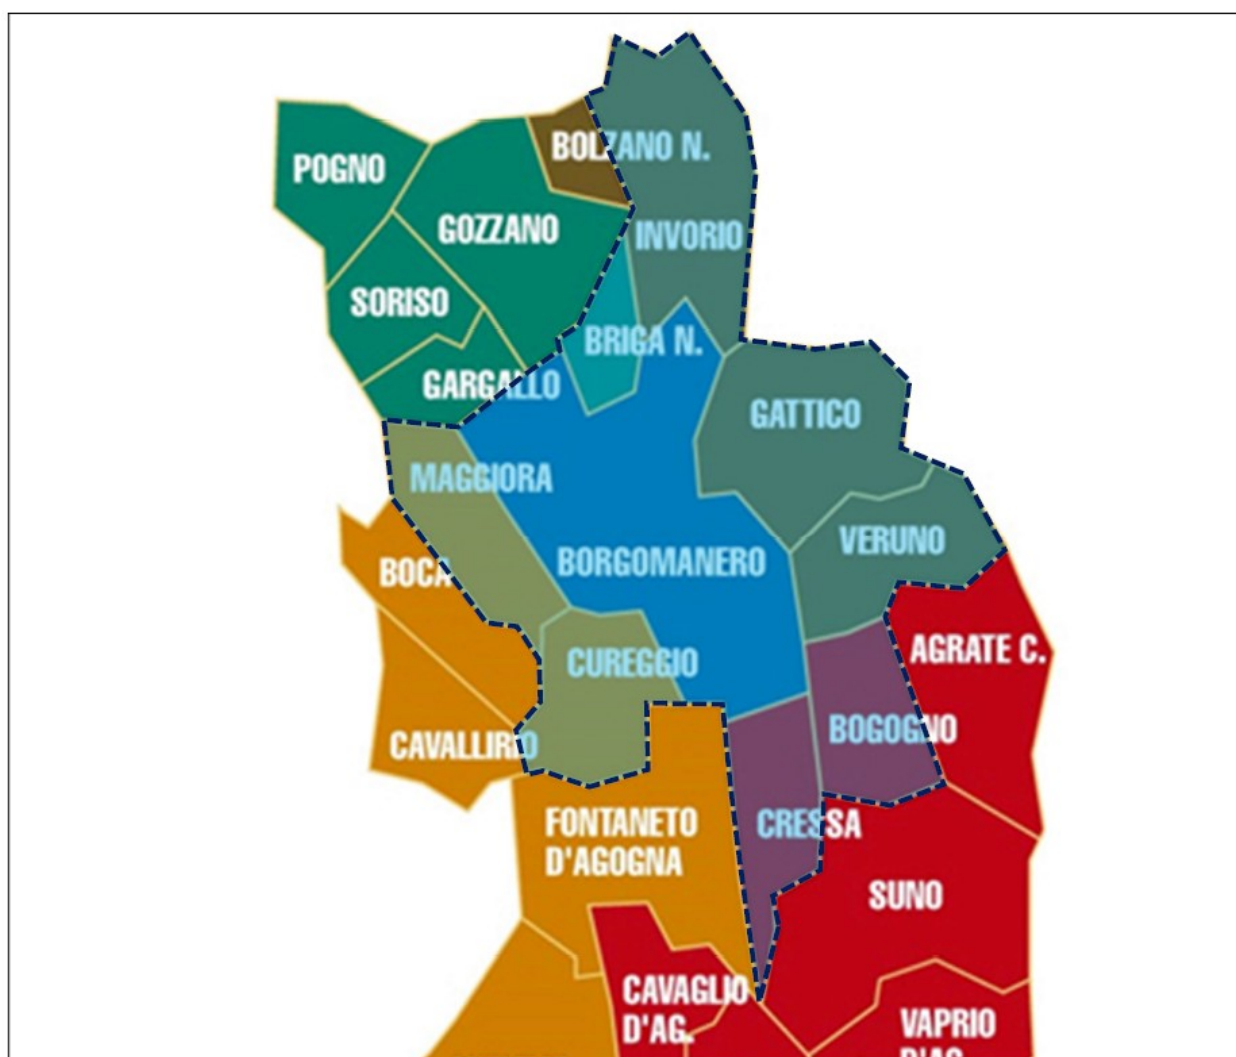 BOLZANO N.
POGNO
GOZZANO
INVORIO
SORISO
BRIGA N.
GARGALLO
GATTICO
MAGGIORA
VERUNO
BORGOMANERO
BOCA
AGRATE C.
CUREGGIO
BOGOGNO
CAVALLIRIO
FONTANETO
D'AGOGNA
CRESSA
SUNO
CAVAGLIO
D'AG.
VAPRIO
D'AG.